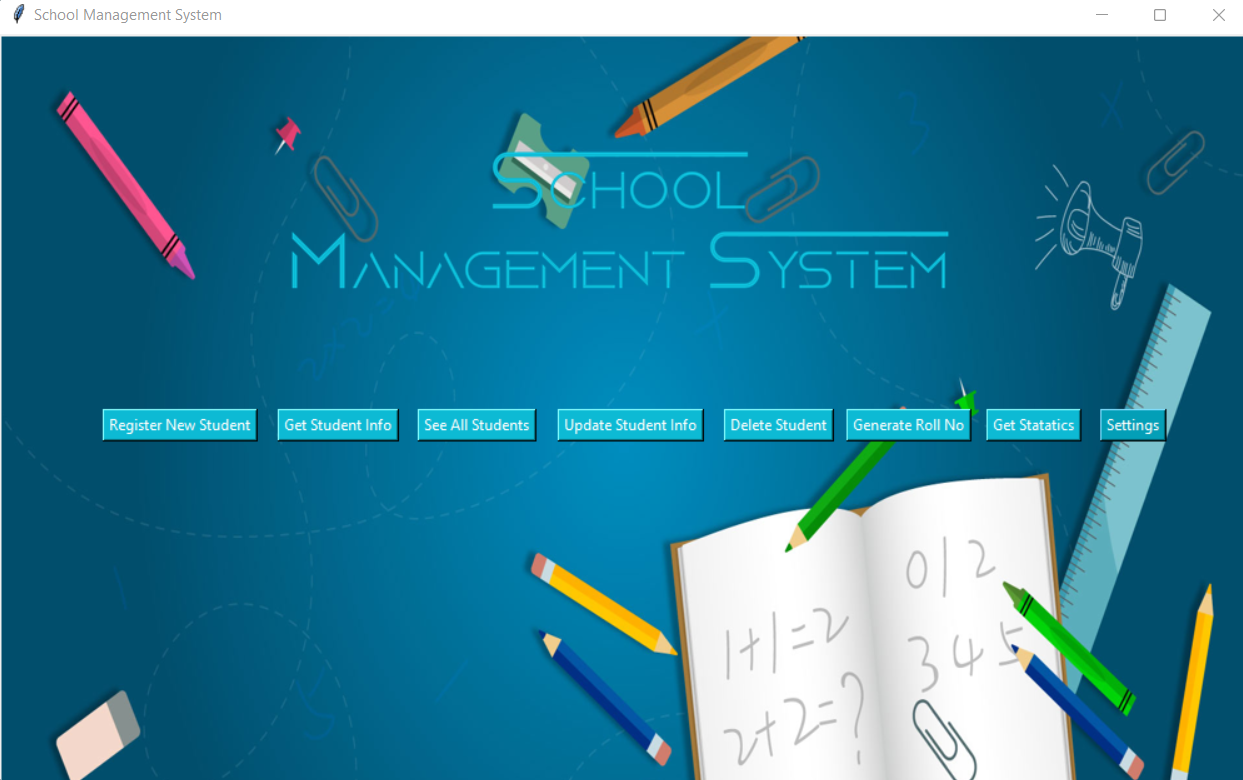 School Management System
School
Management System
Register New Student Get Student Info See All Students Update Student Info Delete Student Generate Roll No Get Statatics Settings
0 1 2
1+1=2
3 4 5
2+2=?